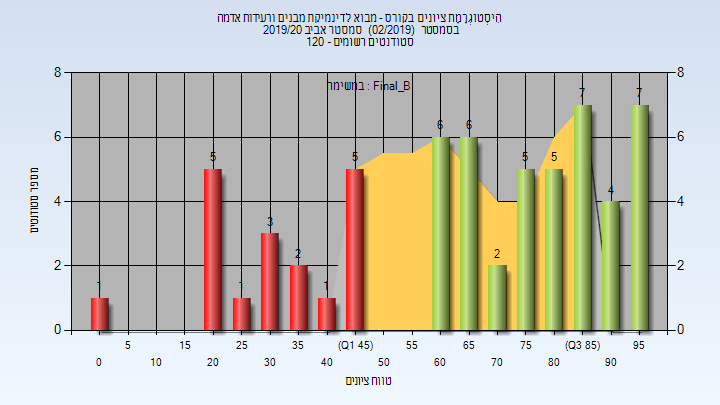 היסטוגרמת ציונים בקורס - מבוא לדינמיקת מבנים ורעידות אדמה
בסמסטר (02/2019) סמסטר אביב 2019/20
סטודנטים רשומים - 120
במשימה : Final_B
8 8
7 7
6 6
6 6
5 5 5 5
4
4 4
3
2 2
2 2
1 1 1
0 0
מספר סטודנטים
5 15 25 35 (Q1 45) 55 65 75 (Q3 85) 95
0 10 20 30 40 50 60 70 80 90
טווח ציונים